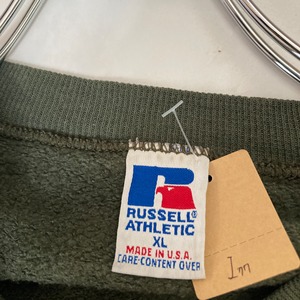 RUSSELL®
ATHLETIC
XL
MADE IN U.S.A.
CARE·CONTENT OVER